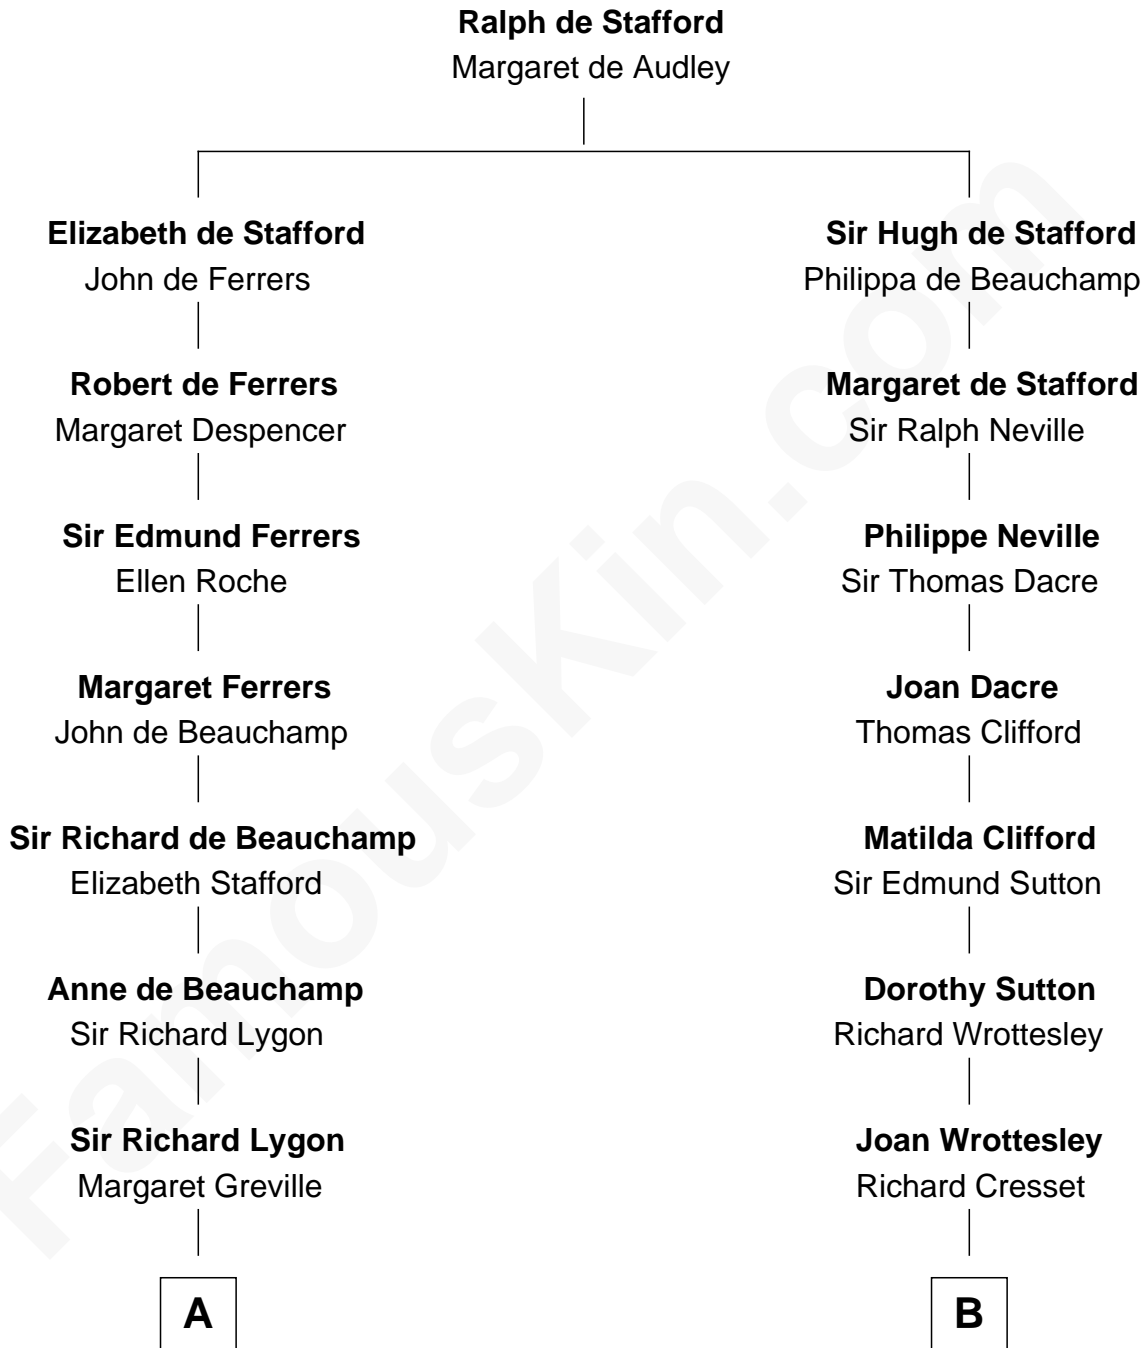 Ralph de Stafford
Margaret de Audley
Elizabeth de Stafford
John de Ferrers
Robert de Ferrers
Margaret Despencer
Sir Edmund Ferrers
Ellen Roche
Margaret Ferrers
John de Beauchamp
Sir Richard de Beauchamp
Elizabeth Stafford
Anne de Beauchamp
Sir Richard Lygon
Sir Richard Lygon
Margaret Greville
A
Sir Hugh de Stafford
Philippa de Beauchamp
Margaret de Stafford
Sir Ralph Neville
Philippe Neville
Sir Thomas Dacre
Joan Dacre
Thomas Clifford
Matilda Clifford
Sir Edmund Sutton
Dorothy Sutton
Richard Wrottesley
Joan Wrottesley
Richard Cresset
B
FamousKin.com